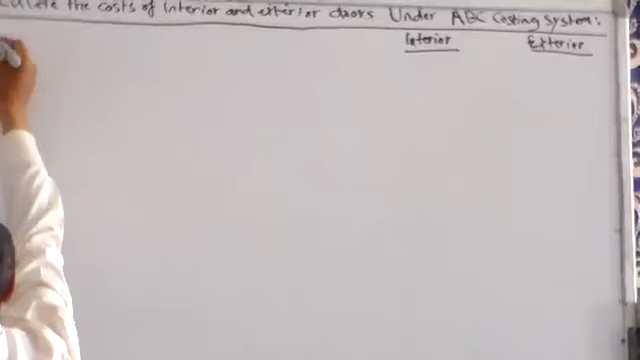 the costs of interior and exterior doors Under ABC Costing System:
Interior Exterior